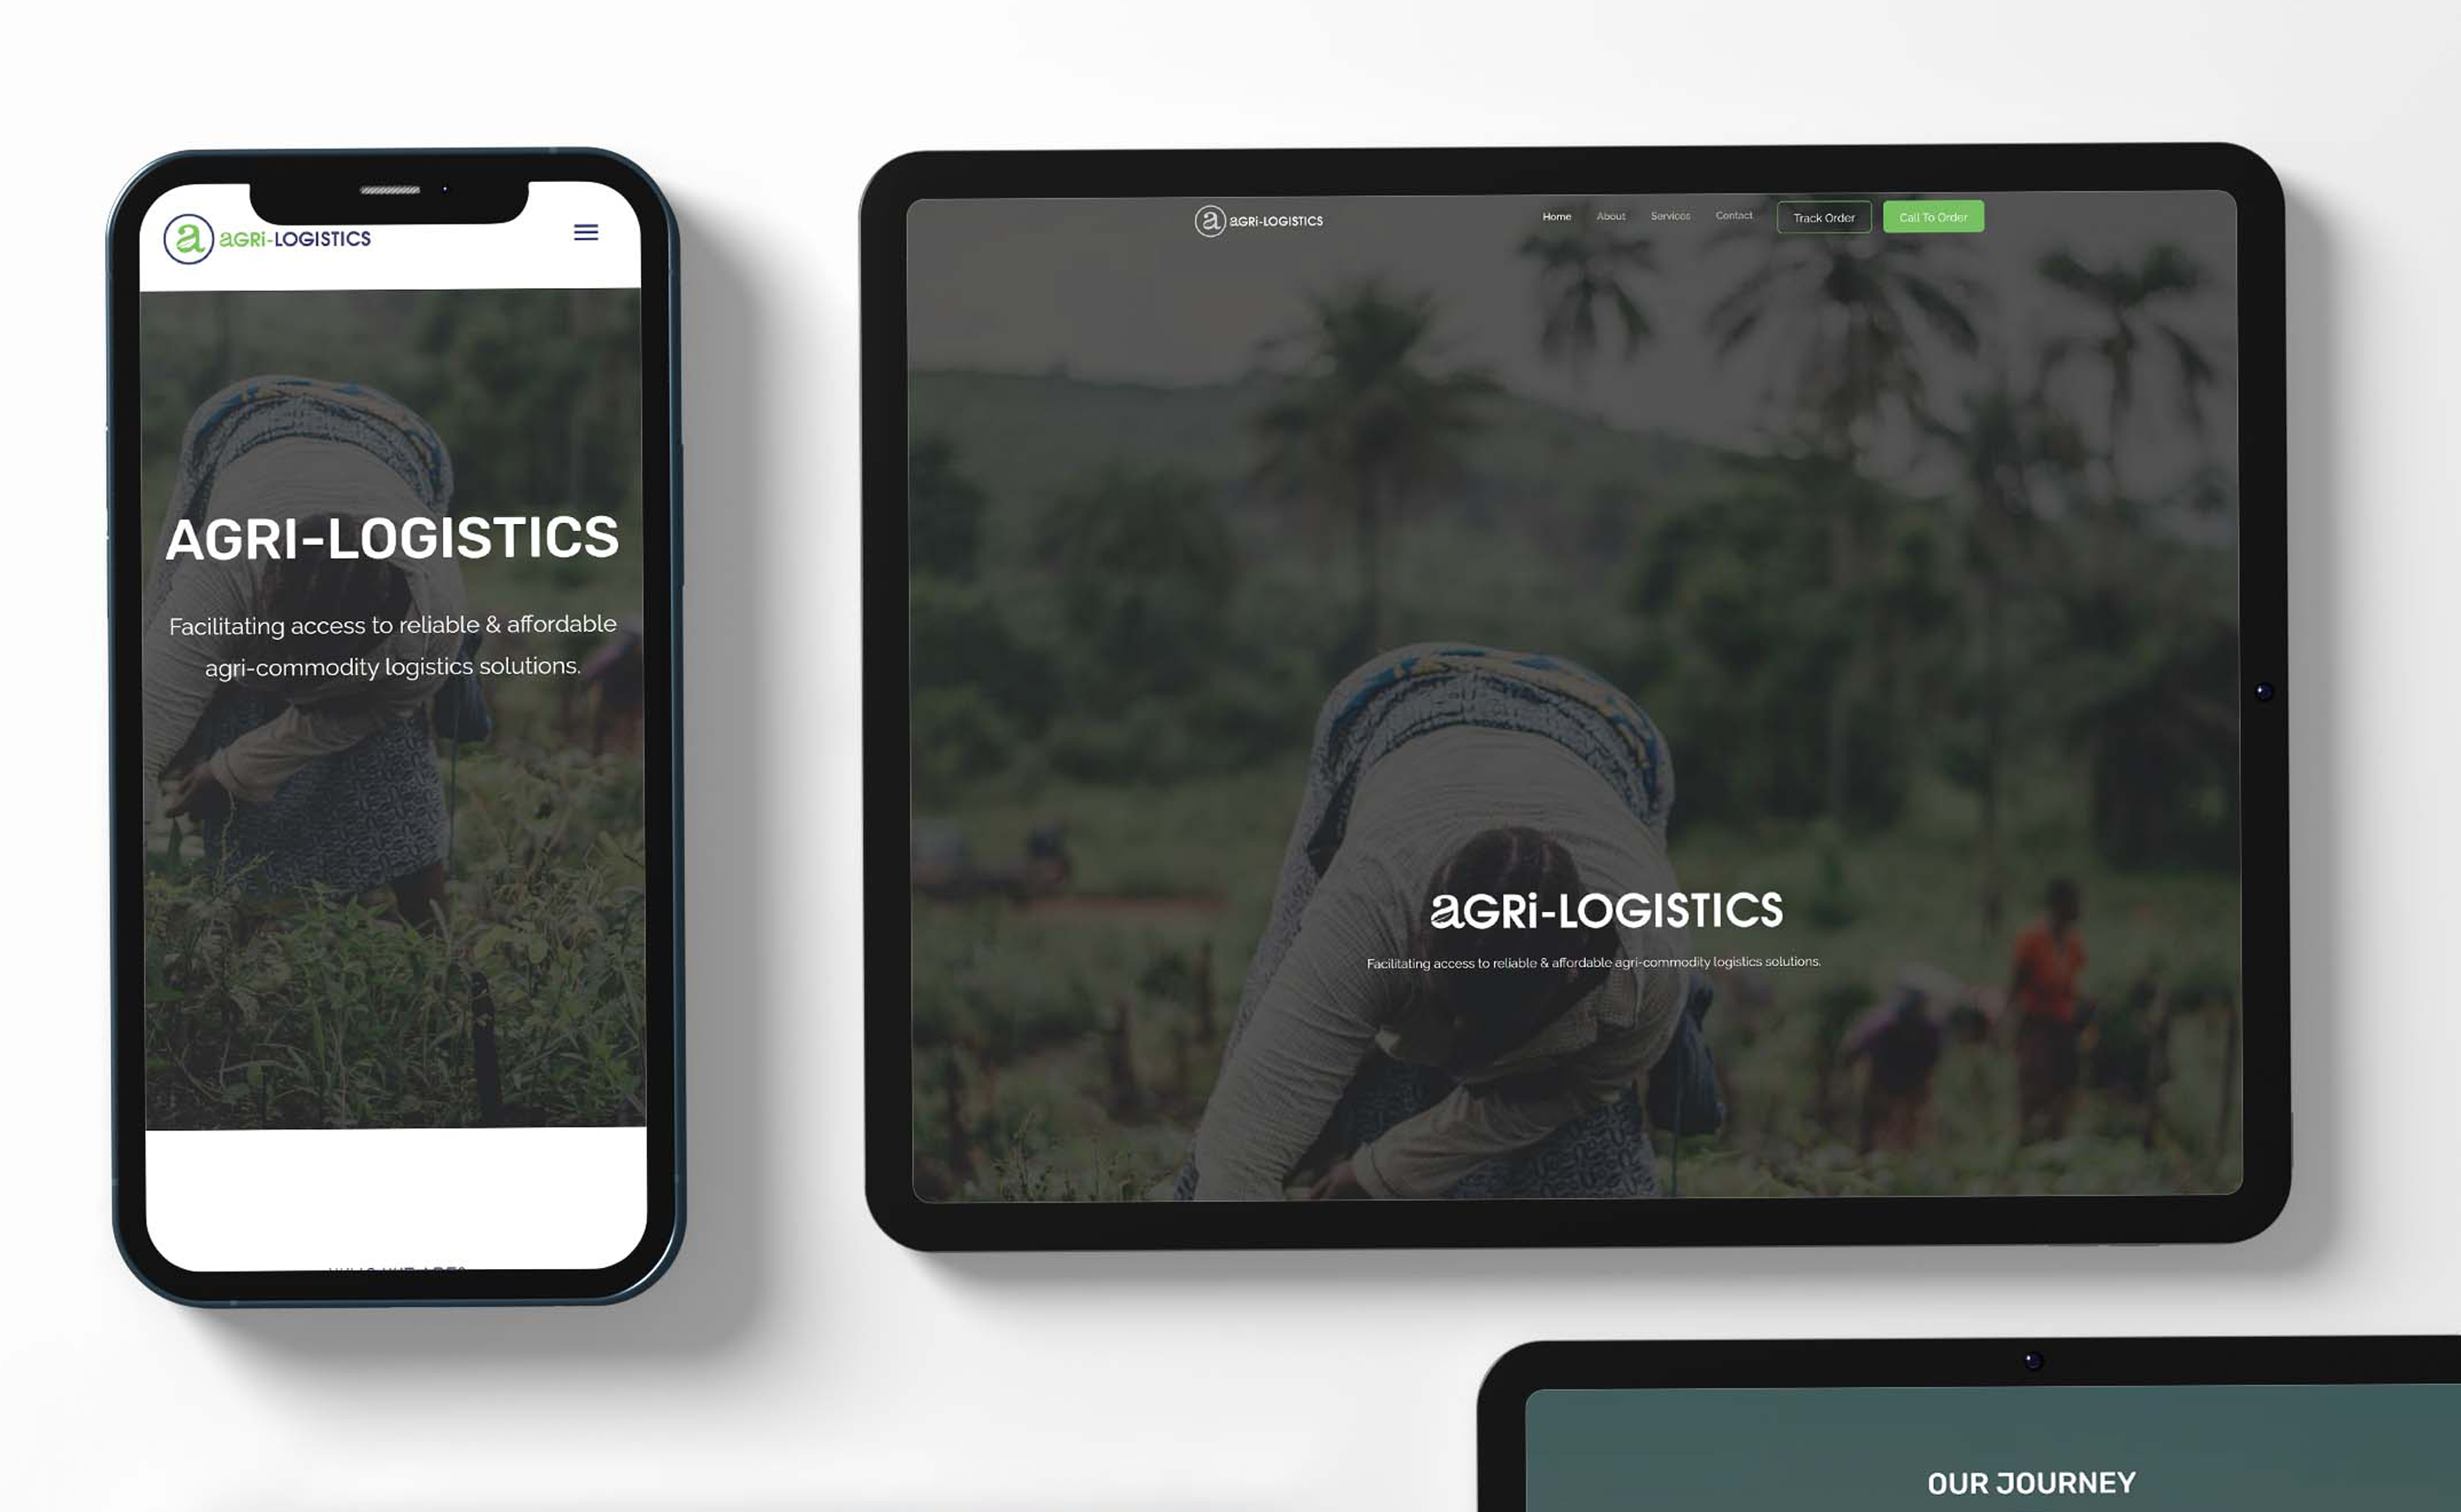 a aGRi-LOGISTICS
AGRI-LOGISTICS
Facilitating access to reliable & affordable
agri-commodity logistics solutions.
a aGRi-LOGISTICS
Home About Services Contact Track Order Call To Order
aGRi-LOGISTICS
Facilitating access to reliable & affordable agri-commodity logistics solutions.
OUR JOURNEY